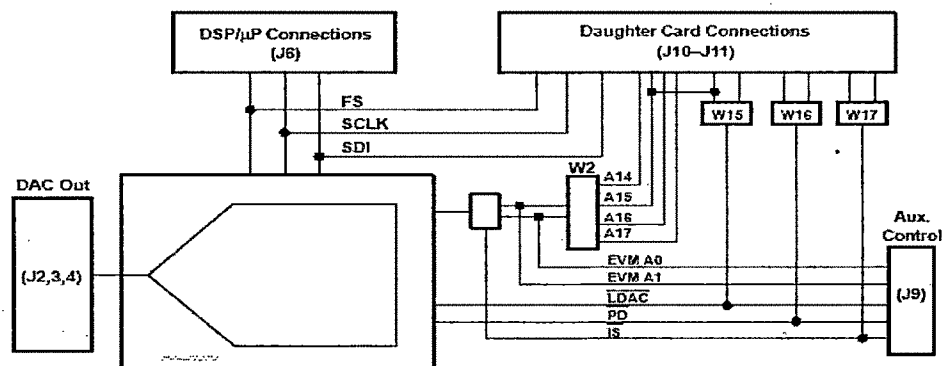 DSP/µP Connections
(J6)
Daughter Card Connections
(J10–J11)
FS
SCLK
SDI
W15
W16
W17
W2
A14
A15
A16
A17
DAC Out
(J2,3,4)
Aux.
Control
(J9)
EVM A0
EVM A1
LDAC
PD
IS